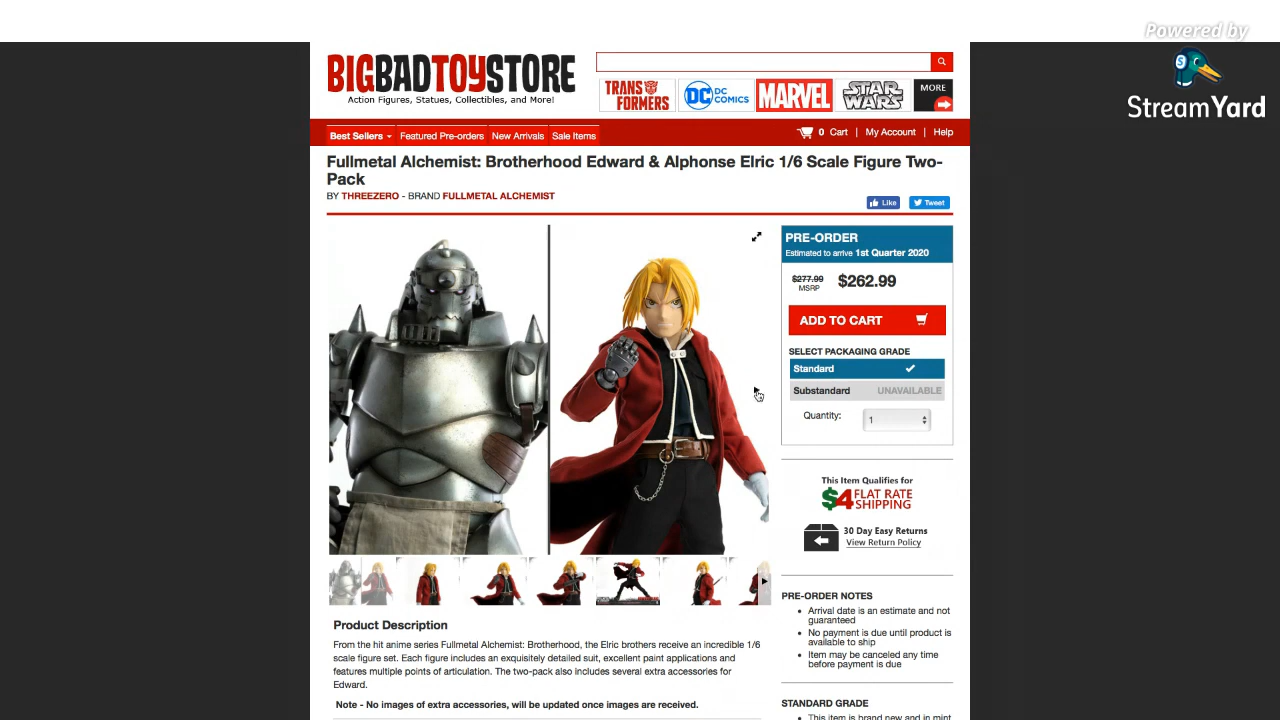 Powered by
StreamYard
BIGBADTOYSTORE
Action Figures, Statues, Collectibles, and More!
TRANSFORMERS
DC DC COMICS
MARVEL
STAR WARS
MORE
Best Sellers
Featured Pre-orders
New Arrivals
Sale Items
0 Cart | My Account | Help
Fullmetal Alchemist: Brotherhood Edward & Alphonse Elric 1/6 Scale Figure Two-
Pack
BY THREEZERO - BRAND FULLMETAL ALCHEMIST
Like
Tweet
PRE-ORDER
Estimated to arrive 1st Quarter 2020
$277.99
MSRP
$262.99
ADD TO CART
SELECT PACKAGING GRADE
Standard
Substandard UNAVAILABLE
Quantity: 1
This Item Qualifies for
$4 FLAT RATE
SHIPPING
30 Day Easy Returns
View Return Policy
Product Description
From the hit anime series Fullmetal Alchemist: Brotherhood, the Elric brothers receive an incredible 1/6
scale figure set. Each figure includes an exquisitely detailed suit, excellent paint applications and
features multiple points of articulation. The two-pack also includes several extra accessories for
Edward.
Note - No images of extra accessories, will be updated once images are received.
PRE-ORDER NOTES
• Arrival date is an estimate and not
guaranteed
• No payment is due until product is
available to ship
• Item may be canceled any time
before payment is due
STANDARD GRADE
• This item is brand new and in mint